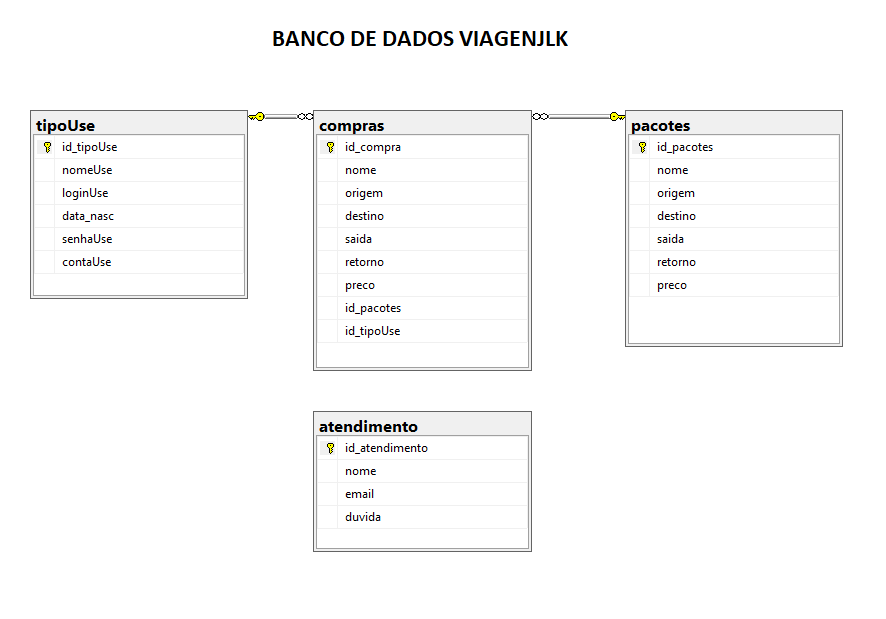 BANCO DE DADOS VIAGENJLK
tipoUse
id_tipoUse
nomeUse
loginUse
data_nasc
senhaUse
contaUse
compras
id_compra
nome
origem
destino
saida
retorno
preco
id_pacotes
id_tipoUse
pacotes
id_pacotes
nome
origem
destino
saida
retorno
preco
atendimento
id_atendimento
nome
email
duvida